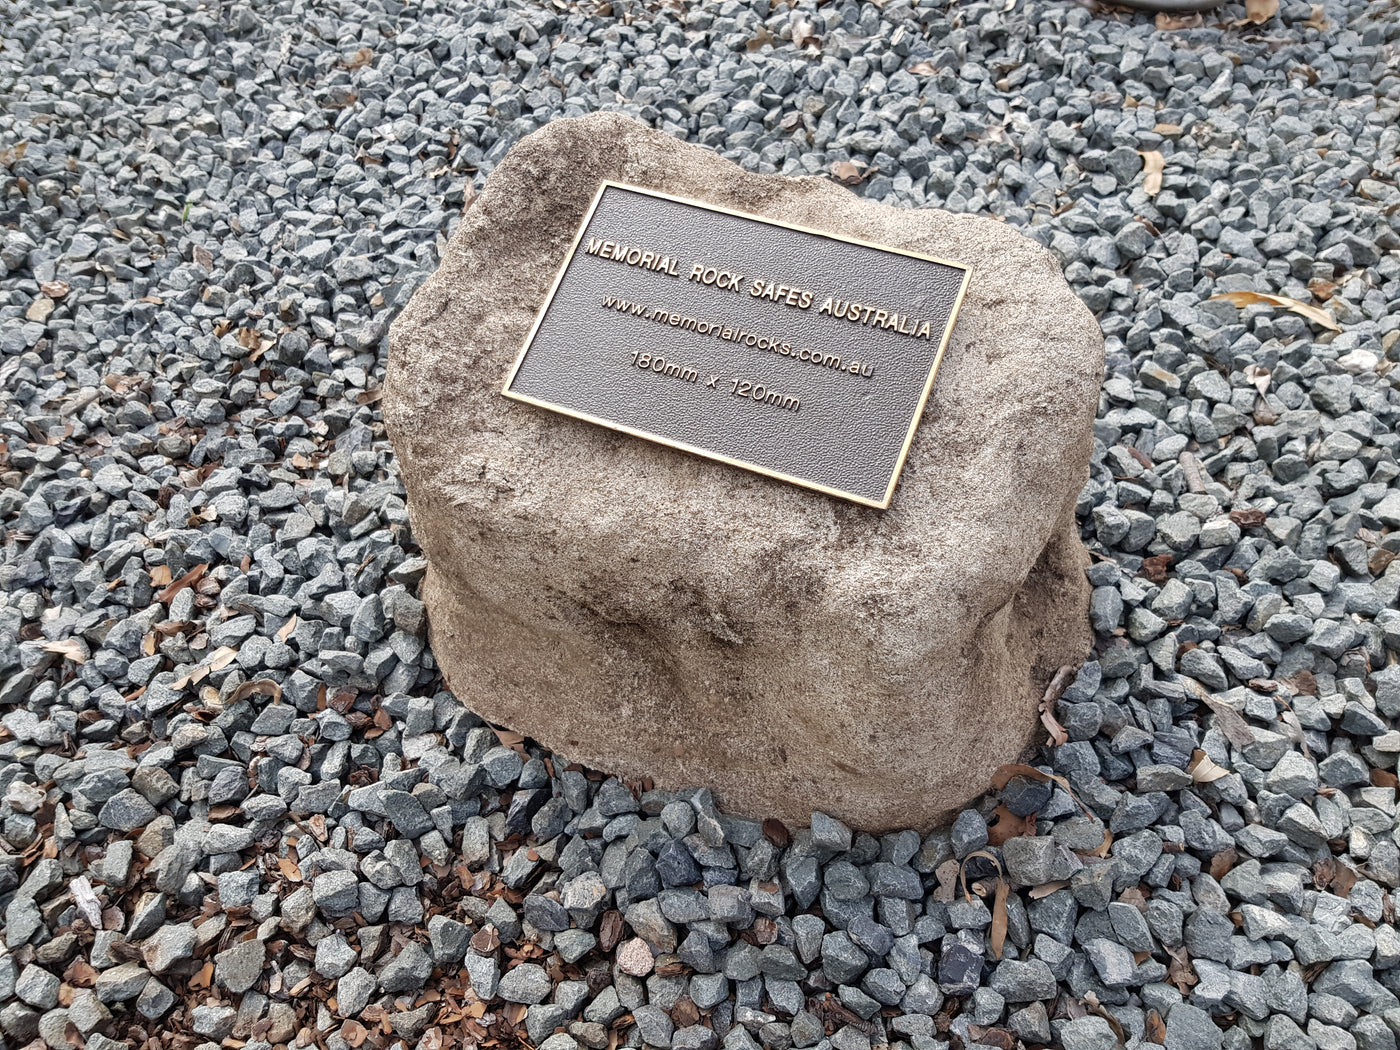 MEMORIAL ROCK SAFES AUSTRALIA
www.memorialrocks.com.au
180mm x 120mm